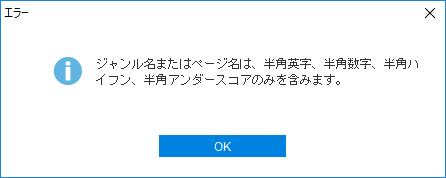 エラー
ジャンル名またはページ名は、半角英字、半角数字、半角ハ
イフン、半角アンダースコアのみを含みます。
OK